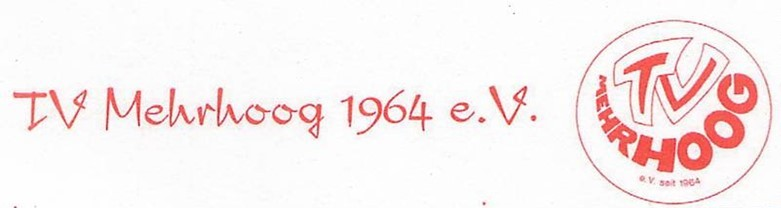 TV Mehrhoog 1964 e.V.
TV
MEHRHOOG
e.V. seit 1964